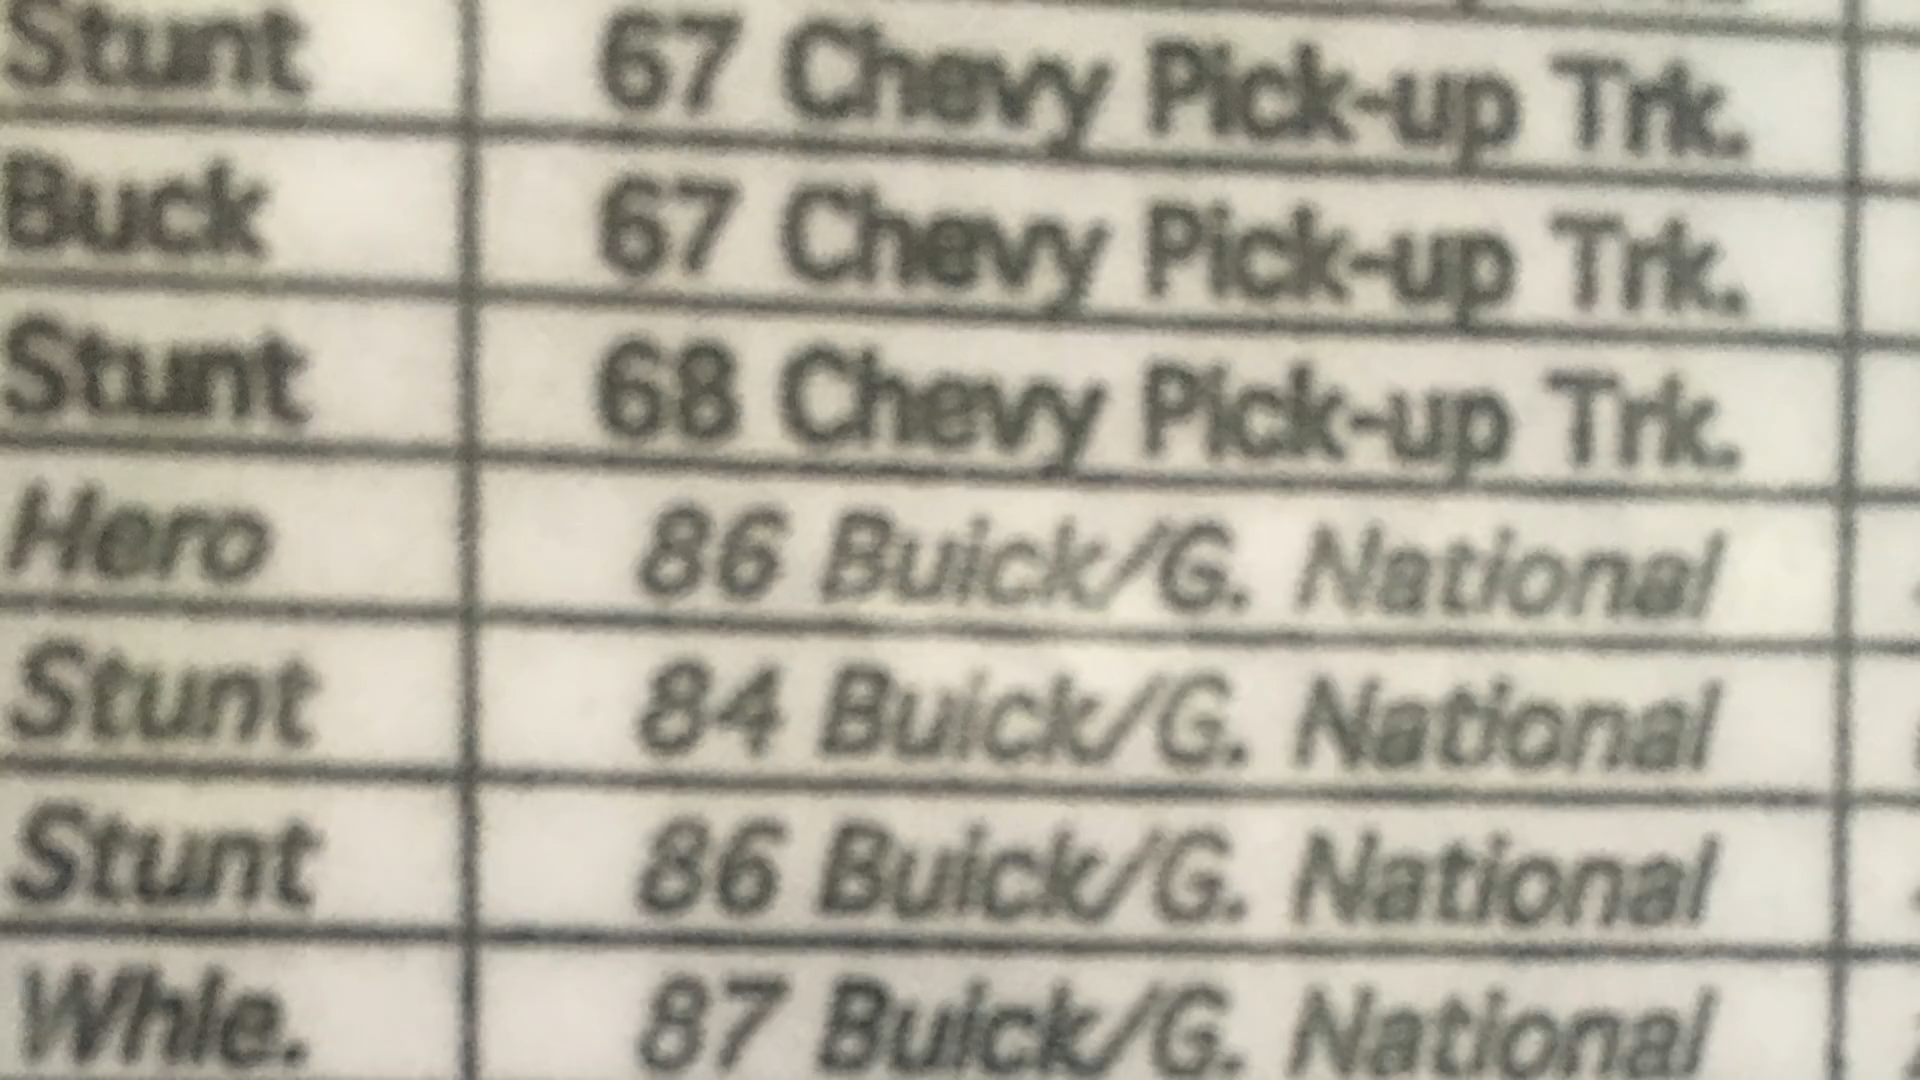 Stunt 67 Chevy Pick-up Trk.
Buck 67 Chevy Pick-up Trk.
Stunt 68 Chevy Pick-up Trk.
Hero 86 Buick/G. National
Stunt 84 Buick/G. National
Stunt 86 Buick/G. National
Whle. 87 Buick/G. National